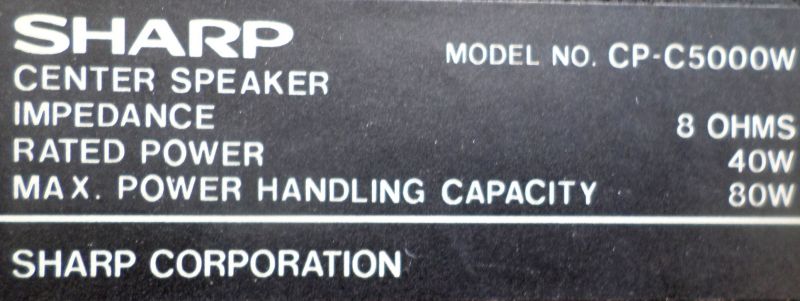 SHARP
MODEL NO. CP-C5000W
CENTER SPEAKER
IMPEDANCE 8 OHMS
RATED POWER 40W
MAX. POWER HANDLING CAPACITY 80W
SHARP CORPORATION